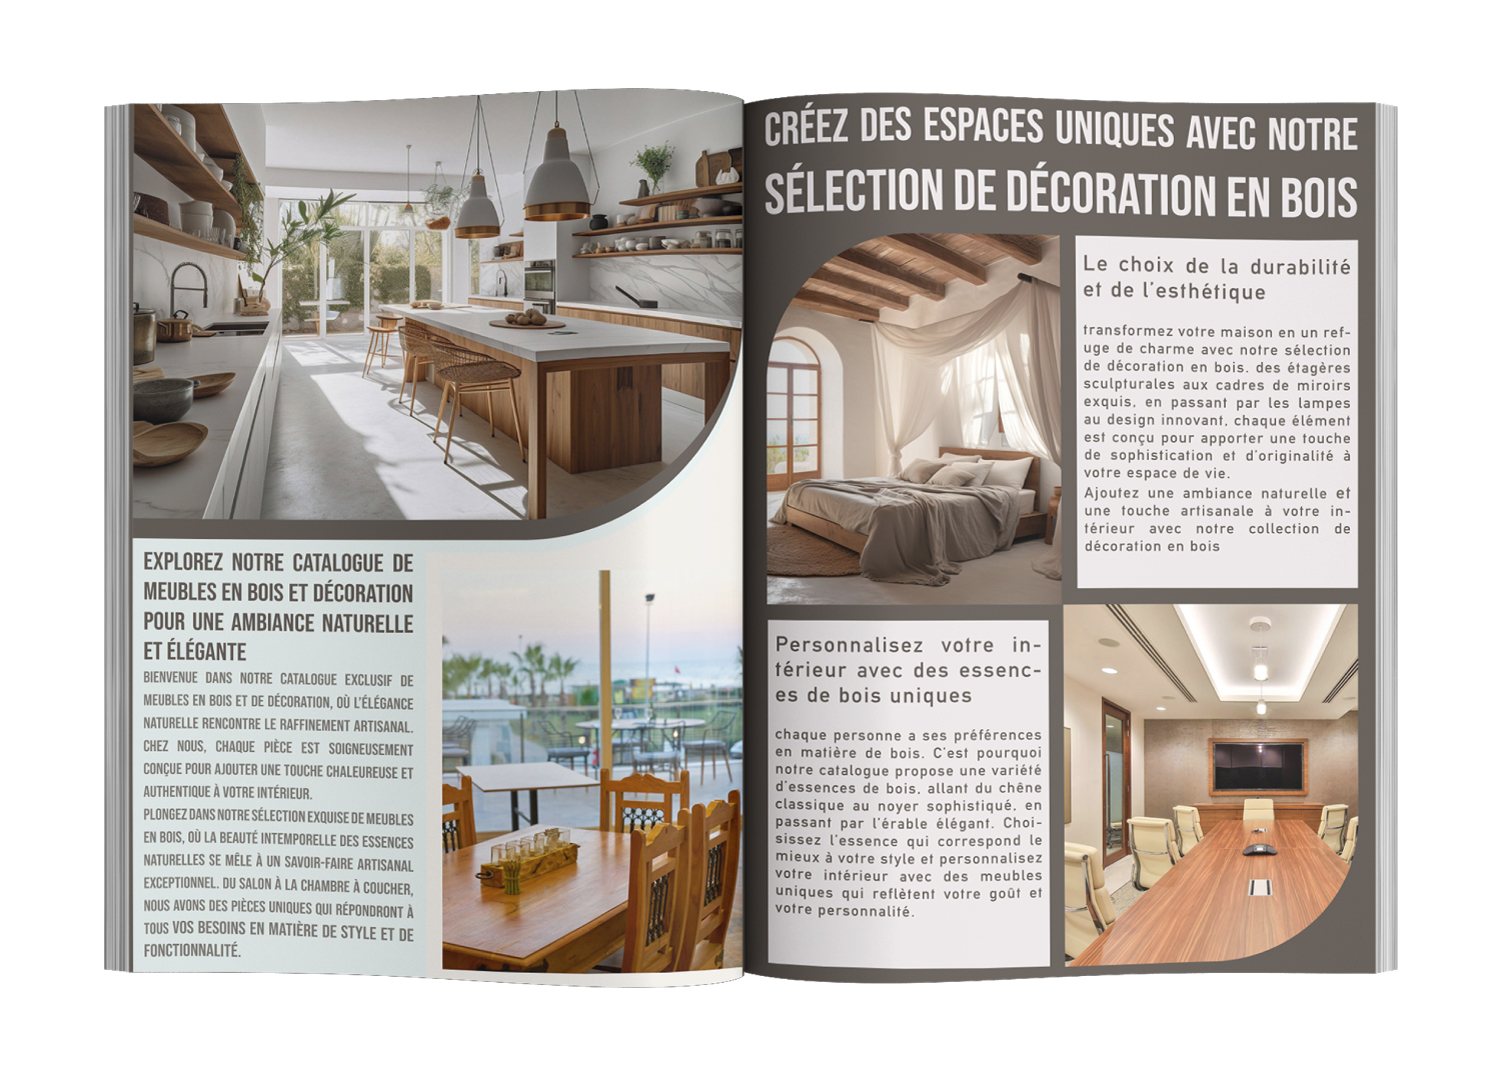 EXPLOREZ NOTRE CATALOGUE DE
MEUBLES EN BOIS ET DÉCORATION
POUR UNE AMBIANCE NATURELLE
ET ÉLÉGANTE
BIENVENUE DANS NOTRE CATALOGUE EXCLUSIF DE
MEUBLES EN BOIS ET DE DÉCORATION, OÙ L'ÉLÉGANCE
NATURELLE RENCONTRE LE RAFFINEMENT ARTISANAL.
CHEZ NOUS, CHAQUE PIÈCE EST SOIGNEUSEMENT
CONÇUE POUR AJOUTER UNE TOUCHE CHALEUREUSE ET
AUTHENTIQUE À VOTRE INTÉRIEUR.
PLONGEZ DANS NOTRE SÉLECTION EXQUISE DE MEUBLES
EN BOIS, OÙ LA BEAUTÉ INTEMPORELLE DES ESSENCES
NATURELLES SE MÊLE À UN SAVOIR-FAIRE ARTISANAL
EXCEPTIONNEL. DU SALON À LA CHAMBRE À COUCHER,
NOUS AVONS DES PIÈCES UNIQUES QUI RÉPONDRONT À
TOUS VOS BESOINS EN MATIÈRE DE STYLE ET DE
FONCTIONNALITÉ.
CRÉEZ DES ESPACES UNIQUES AVEC NOTRE
SÉLECTION DE DÉCORATION EN BOIS
Le choix de la durabilité
et de l'esthétique
transformez votre maison en un ref-
uge de charme avec notre sélection
de décoration en bois. des étagères
sculpturales aux cadres de miroirs
exquis, en passant par les lampes
au design innovant, chaque élément
est conçu pour apporter une touche
de sophistication et d'originalité à
votre espace de vie.
Ajoutez une ambiance naturelle et
une touche artisanale à votre in-
térieur avec notre collection de
décoration en bois
Personnalisez votre in-
térieur avec des essenc-
es de bois uniques
chaque personne a ses préférences
en matière de bois. C'est pourquoi
notre catalogue propose une variété
d'essences de bois, allant du chêne
classique au noyer sophistiqué, en
passant par l'érable élégant. Choi-
sissez l'essence qui correspond le
mieux à votre style et personnalisez
votre intérieur avec des meubles
uniques qui reflètent votre goût et
votre personnalité.